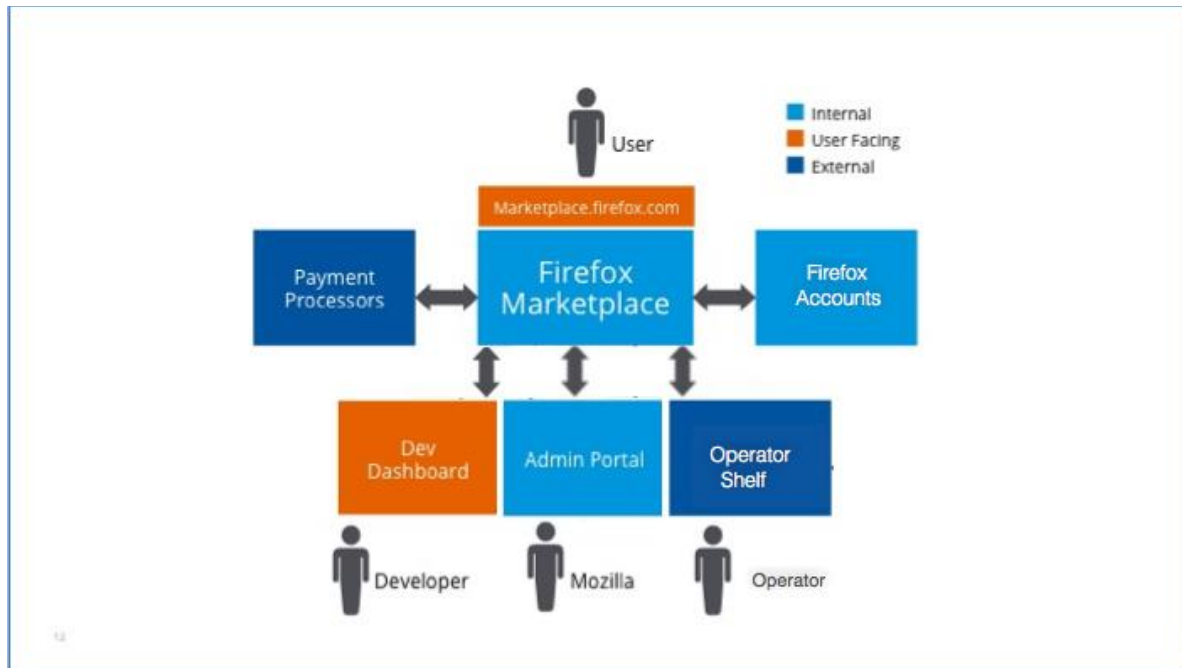 User
Internal
User Facing
External
Marketplace.firefox.com
Payment
Processors
Firefox
Marketplace
Firefox
Accounts
Dev
Dashboard
Admin Portal
Operator
Shelf
Developer
Mozilla
Operator